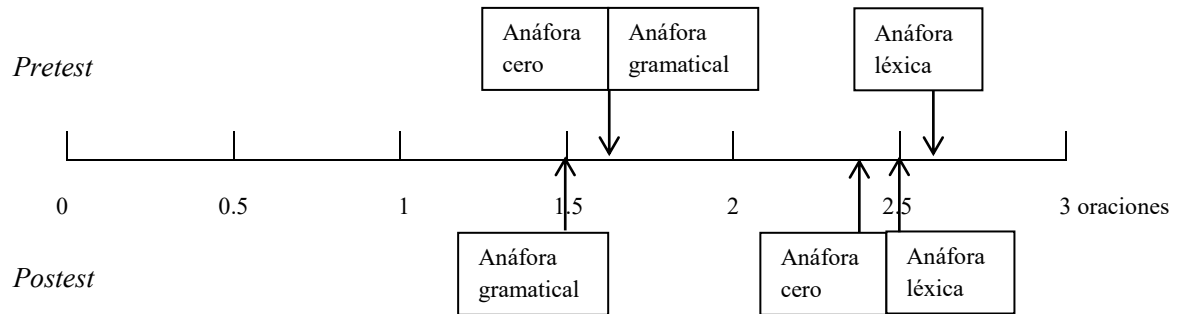 Anáfora
cero
Anáfora
gramatical
Anáfora
léxica
Pretest
0 0.5 1 1.5 2 2.5 3 oraciones
Anáfora
gramatical
Anáfora
cero
Anáfora
léxica
Postest